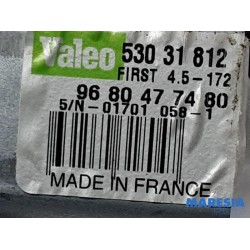 Valeo 530 31 812
FIRST 4.5-172
96 80 47 74 80
S/N-01701 058-1
MADE IN FRANCE
MARESIA